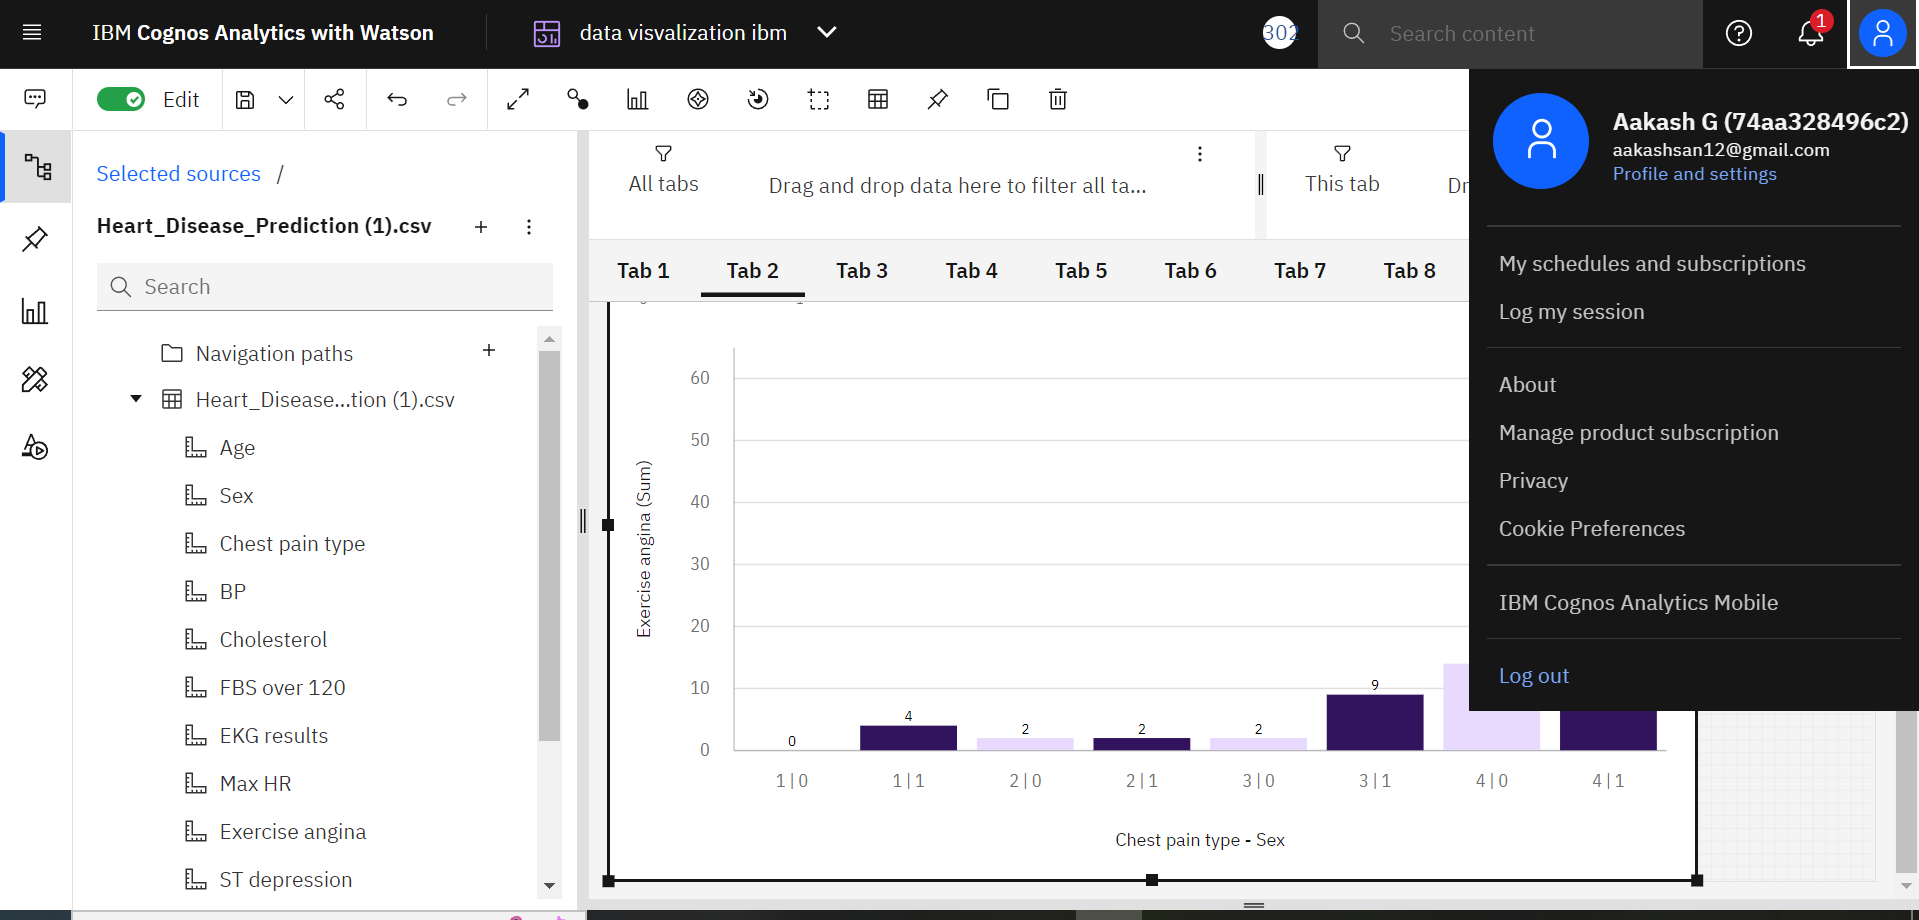 IBM Cognos Analytics with Watson
data visvalization ibm
302
Search content
1
Edit
Aakash G (74aa328496c2)
aakashsan12@gmail.com
Profile and settings
My schedules and subscriptions
Log my session
About
Manage product subscription
Privacy
Cookie Preferences
IBM Cognos Analytics Mobile
Log out
Selected sources /
Heart_Disease_Prediction (1).csv
Search
Navigation paths
Heart_Disease...tion (1).csv
Age
Sex
Chest pain type
BP
Cholesterol
FBS over 120
EKG results
Max HR
Exercise angina
ST depression
All tabs
Drag and drop data here to filter all ta...
This tab
Dr
Tab 1 Tab 2 Tab 3 Tab 4 Tab 5 Tab 6 Tab 7 Tab 8
Exercise angina (Sum)
60
50
40
30
20
10
0
0 4 2 2 2 9
1|0 1|1 2|0 2|1 3|0 3|1 4|0 4|1
Chest pain type - Sex